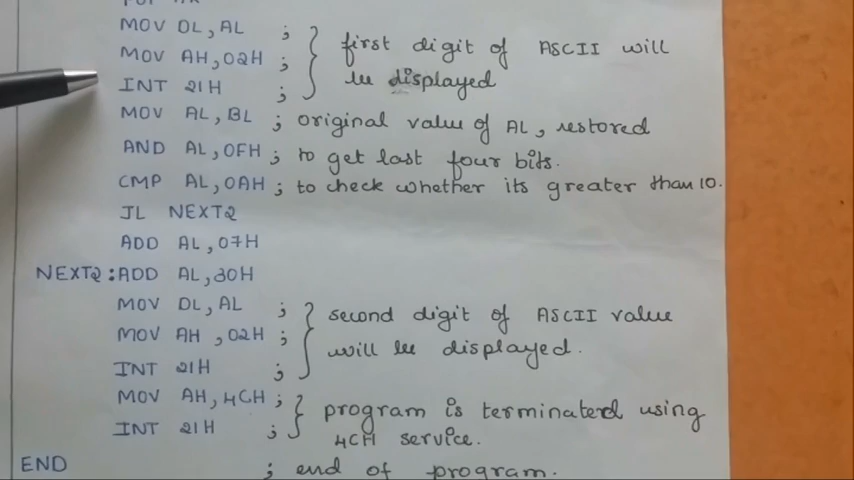 MOV DL, AL ; } first digit of ASCII will
MOV AH, 02H ; be displayed
INT 21H ;
MOV AL, BL ; original value of AL, restored
AND AL, 0FH ; to get last four bits.
CMP AL, 0AH ; to check whether its greater than 10.
JL NEXT2
ADD AL, 07H
NEXT2: ADD AL, 30H
MOV DL, AL ; } second digit of ASCII value
MOV AH, 02H ; will be displayed.
INT 21H ;
MOV AH, 4CH ; } program is terminated using
INT 21H ; 4CH service.
END ; end of program.